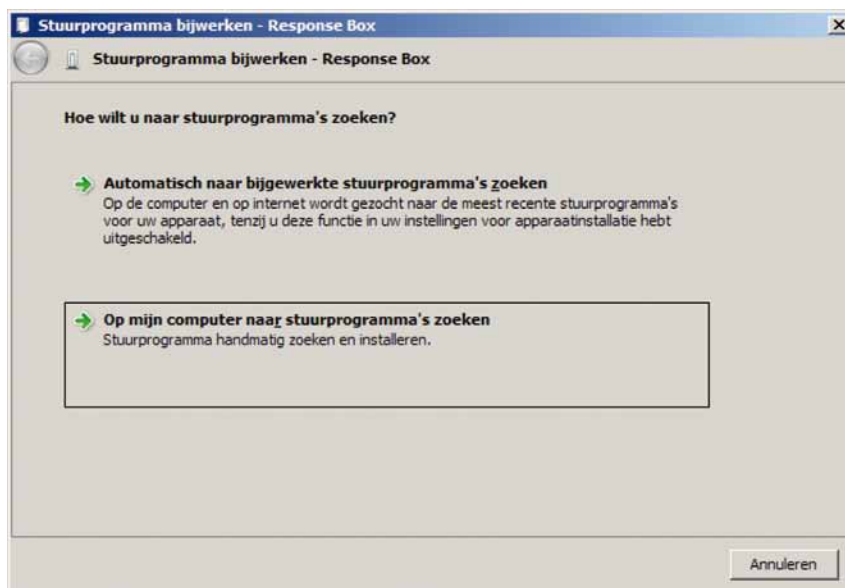 Stuurprogramma bijwerken - Response Box
Stuurprogramma bijwerken - Response Box
Hoe wilt u naar stuurprogramma's zoeken?
Automatisch naar bijgewerkte stuurprogramma's zoeken
Op de computer en op internet wordt gezocht naar de meest recente stuurprogramma's
voor uw apparaat, tenzij u deze functie in uw instellingen voor apparaatinstallatie hebt
uitgeschakeld.
Op mijn computer naar stuurprogramma's zoeken
Stuurprogramma handmatig zoeken en installeren.
Annuleren